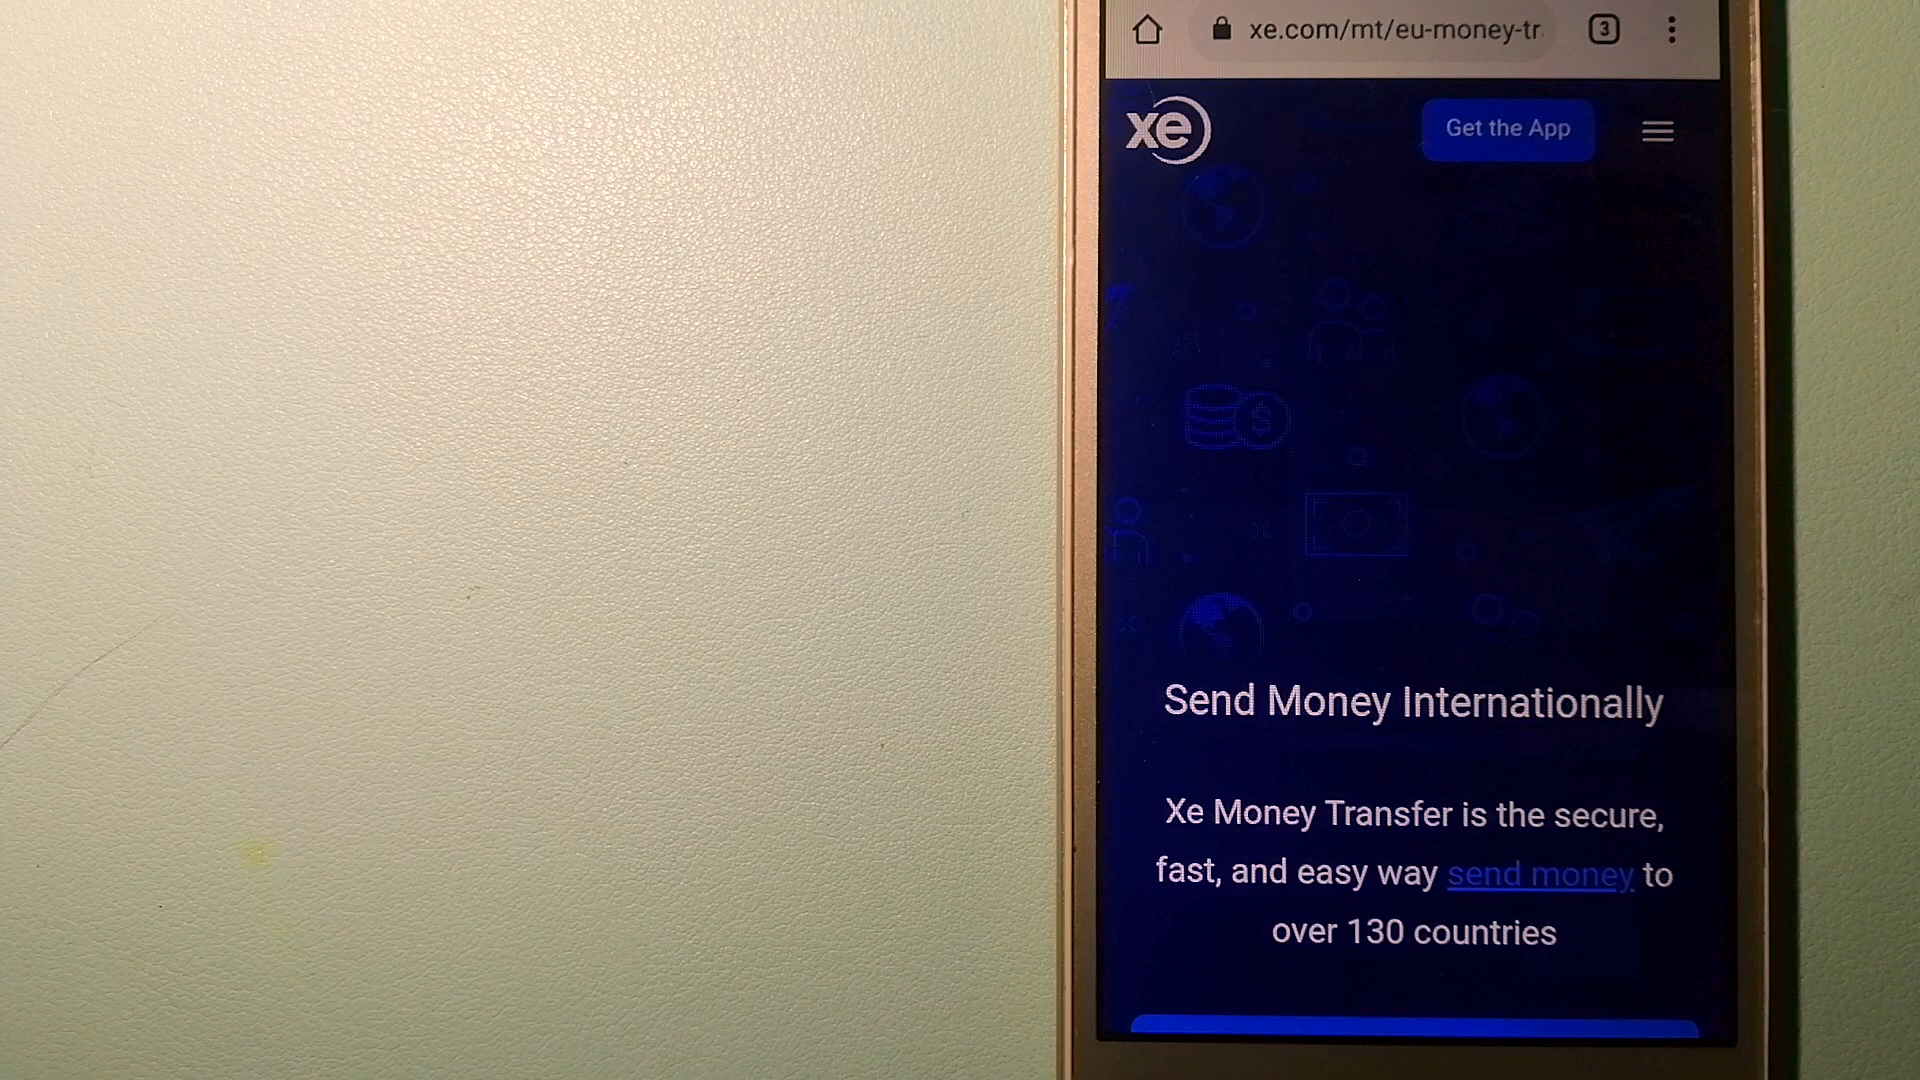 xe.com/mt/eu-money-tr
3
xe
Get the App
Send Money Internationally
Xe Money Transfer is the secure,
fast, and easy way send money to
over 130 countries